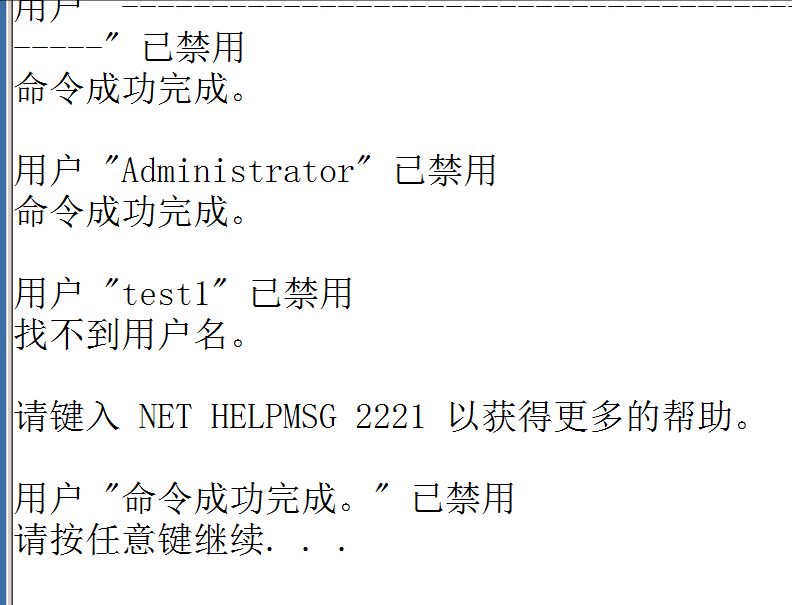 用户 "----------------------------------------
-----" 已禁用
命令成功完成。
用户 "Administrator" 已禁用
命令成功完成。
用户 "test1" 已禁用
找不到用户名。
请键入 NET HELPMSG 2221 以获得更多的帮助。
用户 "命令成功完成。" 已禁用
请按任意键继续. . .